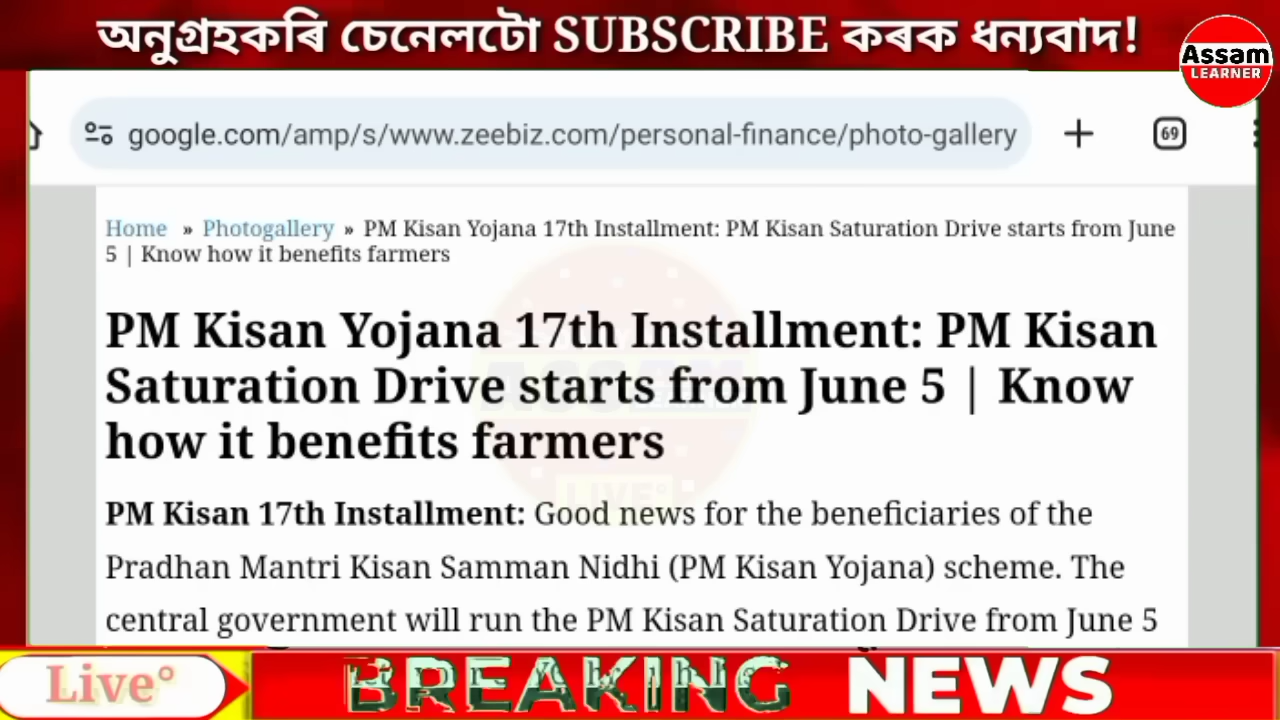 অনুগ্ৰহকৰি চেনেলটো SUBSCRIBE কৰক ধন্যবাদ!
Assam
LEARNER
google.com/amp/s/www.zeebiz.com/personal-finance/photo-gallery
69
Home » Photogallery » PM Kisan Yojana 17th Installment: PM Kisan Saturation Drive starts from June
5 | Know how it benefits farmers
PM Kisan Yojana 17th Installment: PM Kisan
Saturation Drive starts from June 5 | Know
how it benefits farmers
PM Kisan 17th Installment: Good news for the beneficiaries of the
Pradhan Mantri Kisan Samman Nidhi (PM Kisan Yojana) scheme. The
central government will run the PM Kisan Saturation Drive from June 5
LIVE°
Live°
BREAKING NEWS